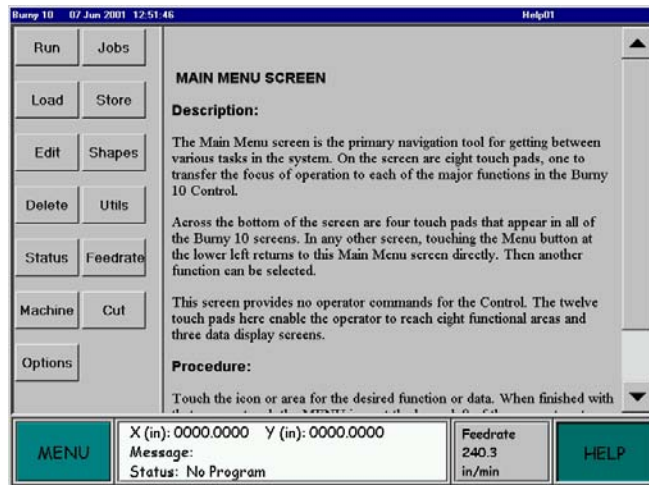 Burny 10 07 Jun 2001 12:51:46 Help01
Run Jobs
Load Store
Edit Shapes
Delete Utils
Status Feedrate
Machine Cut
Options
MAIN MENU SCREEN
Description:
The Main Menu screen is the primary navigation tool for getting between
various tasks in the system. On the screen are eight touch pads, one to
transfer the focus of operation to each of the major functions in the Burny
10 Control.
Across the bottom of the screen are four touch pads that appear in all of
the Burny 10 screens. In any other screen, touching the Menu button at
the lower left returns to this Main Menu screen directly. Then another
function can be selected.
This screen provides no operator commands for the Control. The twelve
touch pads here enable the operator to reach eight functional areas and
three data display screens.
Procedure:
Touch the icon or area for the desired function or data. When finished with
MENU
X (in): 0000.0000 Y (in): 0000.0000
Message:
Status: No Program
Feedrate
240.3
in/min
HELP